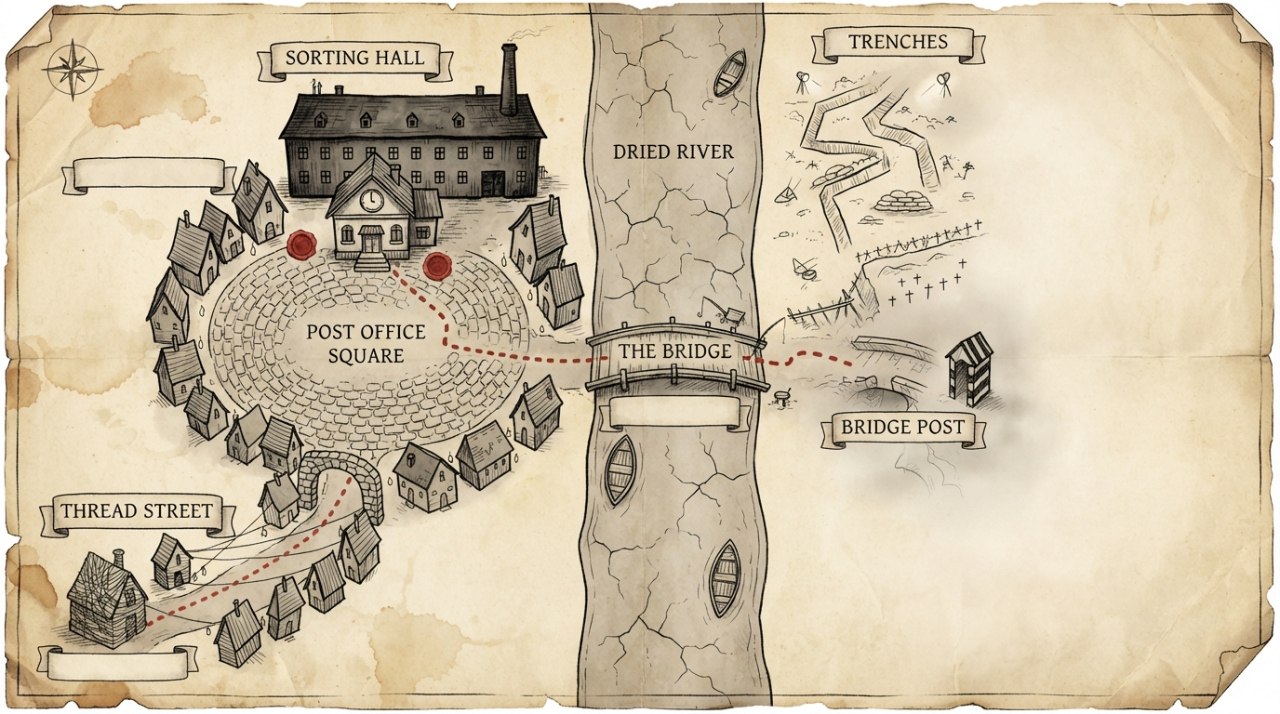 SORTING HALL
TRENCHES
DRIED RIVER
POST OFFICE
SQUARE
THE BRIDGE
BRIDGE POST
THREAD STREET